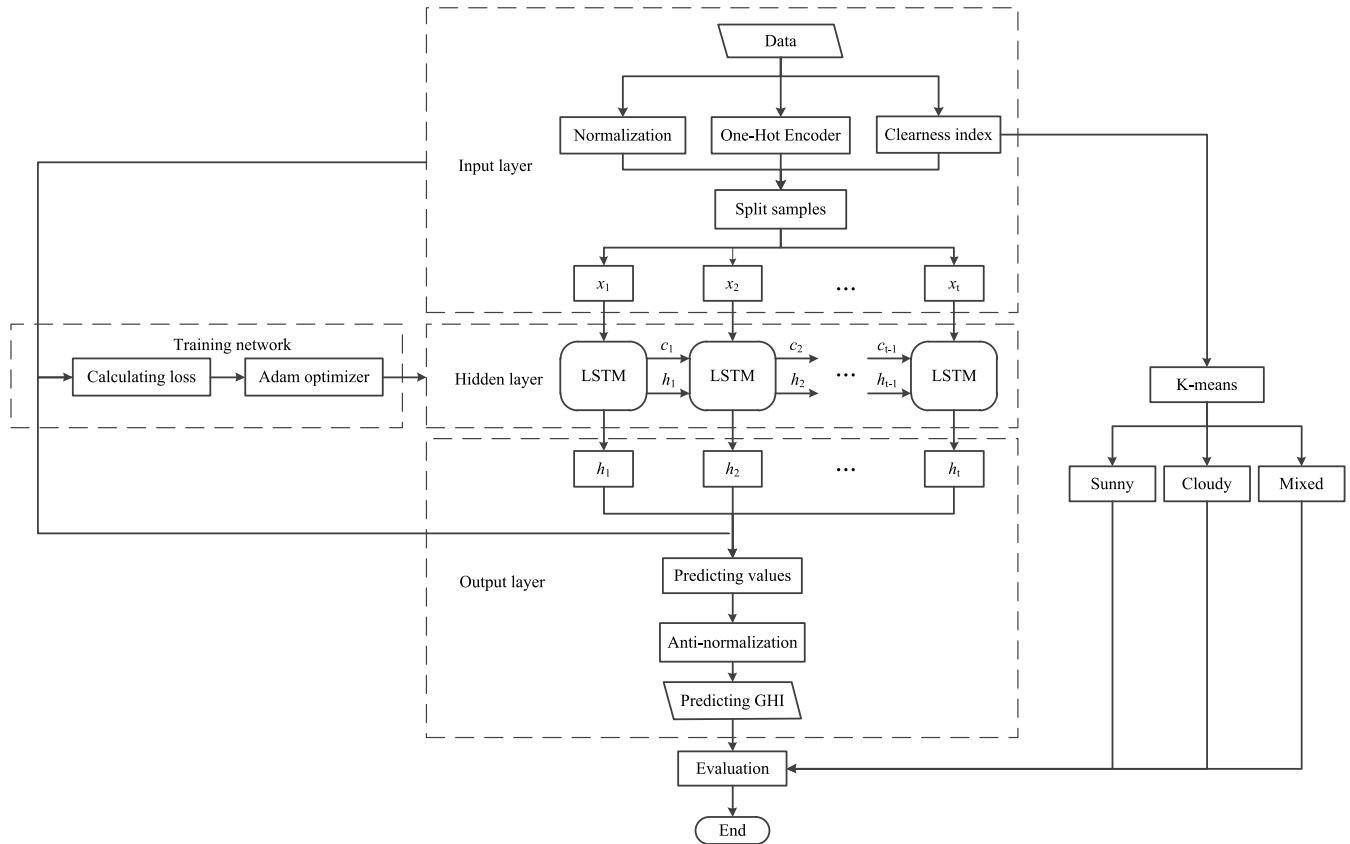 Data
Normalization
One-Hot Encoder
Clearness index
Input layer
Split samples
x1
x2
...
xt
Training network
Calculating loss
Adam optimizer
Hidden layer
LSTM
c1
h1
LSTM
c2
h2
...
...
ct-1
ht-1
LSTM
K-means
h1
h2
...
ht
Sunny
Cloudy
Mixed
Output layer
Predicting values
Anti-normalization
Predicting GHI
Evaluation
End